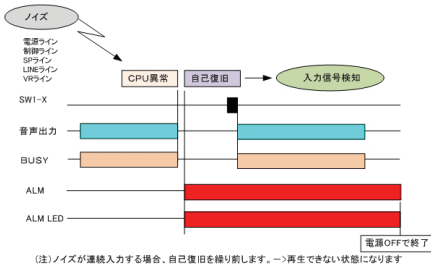 ノイズ
電源ライン
制御ライン
SPライン
LINEライン
VRライン
CPU異常
自己復旧
入力信号検知
SW1-X
音声出力
BUSY
ALM
ALM LED
電源OFFで終了
(注)ノイズが連続入力する場合、自己復旧を繰り前します。ー>再生できない状態になります